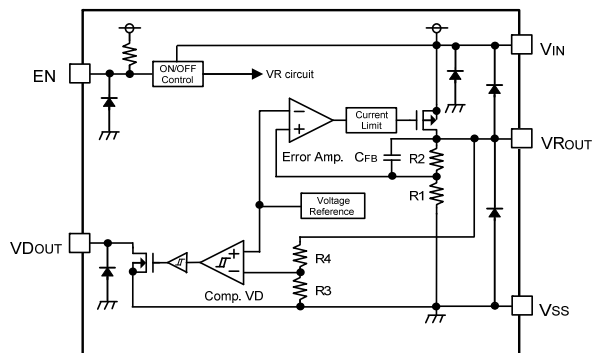 VIN
EN
ON/OFF
Control
VR circuit
Current
Limit
VROUT
Error Amp.
CFB
R2
R1
Voltage
Reference
VDOUT
R4
R3
Comp. VD
VSS